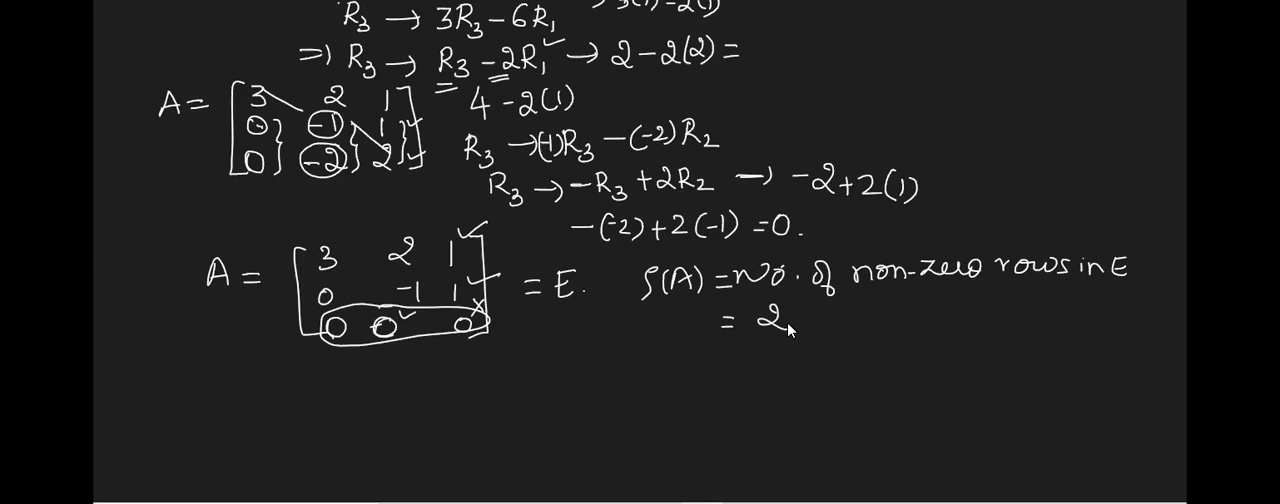 R₃ → 3R₃ - 6R₁
⇒ R₃ → R₃ - 2R₁ → 2 - 2(2) =
A = [3 2 1] 4 - 2(1)
[0 -1 1] R₃ → (-1)R₃ - (-2)R₂
[0 -2 2] R₃ → -R₃ + 2R₂ → -2 + 2(1)
-(-2) + 2(-1) = 0.
A = [3 2 1] = E. ρ(A) = No. of non-zero rows in E
[0 -1 1] = 2
[0 0 0]